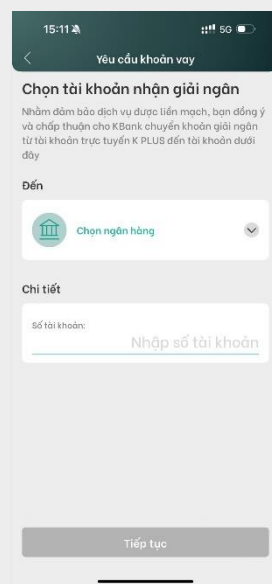 15:11
5G
Yêu cầu khoản vay
Chọn tài khoản nhận giải ngân
Nhằm đảm bảo dịch vụ được liền mạch, bạn đồng ý
và chấp thuận cho KBank chuyển khoản giải ngân
từ tài khoản trực tuyến K PLUS đến tài khoản dưới
đây
Đến
Chọn ngân hàng
Chi tiết
Số tài khoản:
Nhập số tài khoản
Tiếp tục